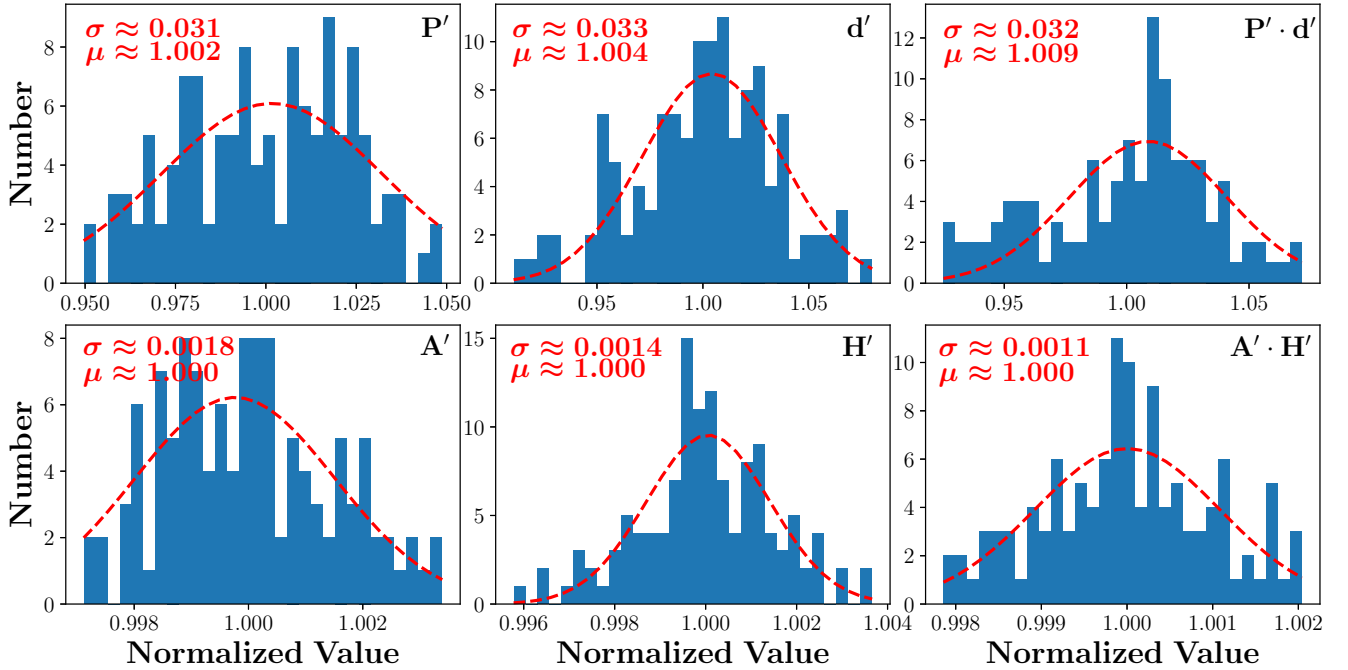 σ ≈ 0.031
μ ≈ 1.002
P′
Number
8
6
4
2
0
0.950 0.975 1.000 1.025 1.050
σ ≈ 0.033
μ ≈ 1.004
d′
10
8
6
4
2
0
0.95 1.00 1.05
σ ≈ 0.032
μ ≈ 1.009
P′ · d′
12
10
8
6
4
2
0
0.95 1.00 1.05
σ ≈ 0.0018
μ ≈ 1.000
A′
Number
8
6
4
2
0
0.998 1.000 1.002
Normalized Value
σ ≈ 0.0014
μ ≈ 1.000
H′
15
10
5
0
0.996 0.998 1.000 1.002 1.004
Normalized Value
σ ≈ 0.0011
μ ≈ 1.000
A′ · H′
10
8
6
4
2
0
0.998 0.999 1.000 1.001 1.002
Normalized Value